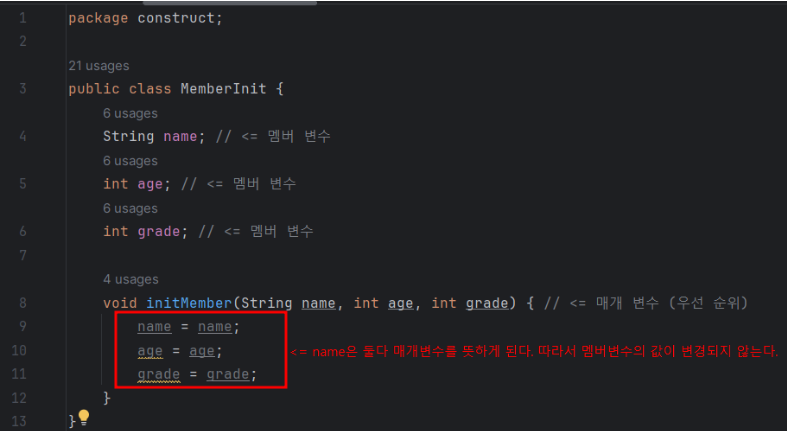 1 package construct;
2
21 usages
3 public class MemberInit {
6 usages
4 String name; // <= 멤버 변수
6 usages
5 int age; // <= 멤버 변수
6 usages
6 int grade; // <= 멤버 변수
7
4 usages
8 void initMember(String name, int age, int grade) { // <= 매개 변수 (우선 순위)
9 name = name;
10 age = age; <= name은 둘다 매개변수를 뜻하게 된다. 따라서 멤버변수의 값이 변경되지 않는다.
11 grade = grade;
12 }
13 }